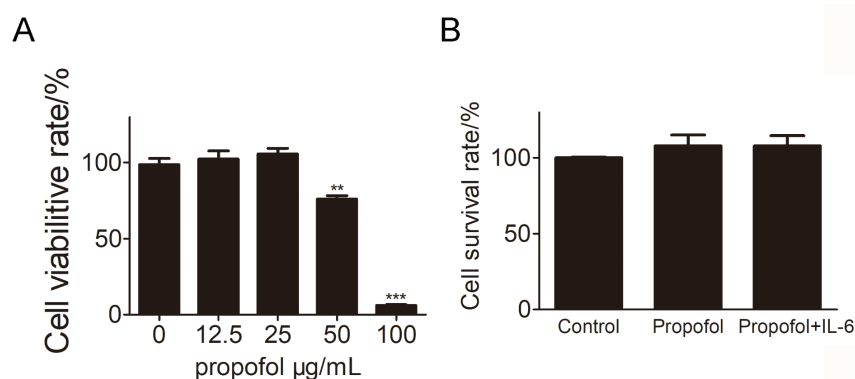 A
Cell viabilitive rate/%
100
50
0
**
***
0 12.5 25 50 100
propofol µg/mL
B
Cell survival rate/%
100
50
0
Control Propofol Propofol+IL-6